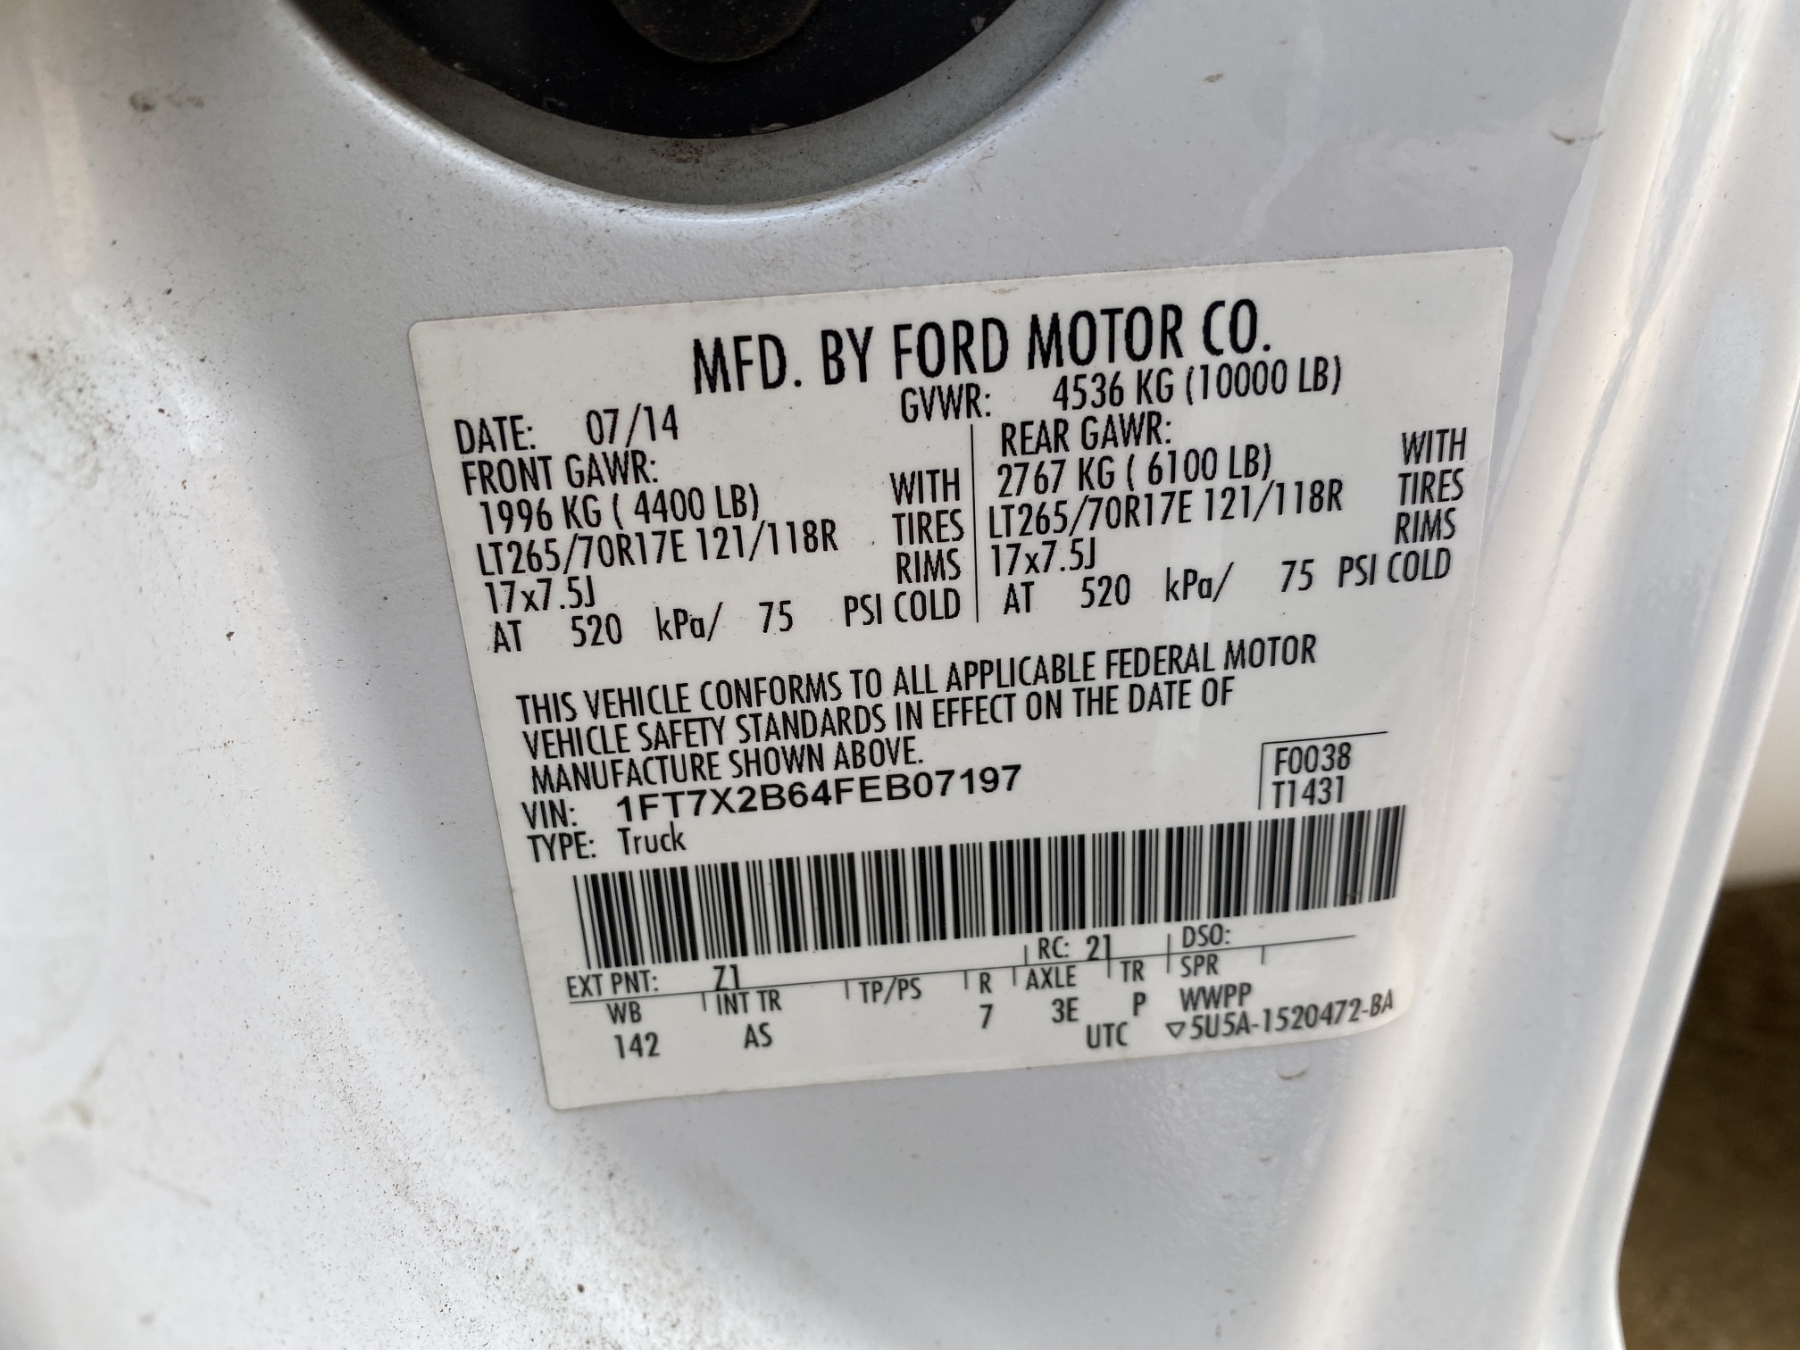 MFD. BY FORD MOTOR CO.
DATE: 07/14 GVWR: 4536 KG (10000 LB)
FRONT GAWR:
1996 KG ( 4400 LB) WITH
LT265/70R17E 121/118R TIRES
17x7.5J RIMS
AT 520 kPa/ 75 PSI COLD
REAR GAWR:
2767 KG ( 6100 LB) WITH
LT265/70R17E 121/118R TIRES
17x7.5J RIMS
AT 520 kPa/ 75 PSI COLD
THIS VEHICLE CONFORMS TO ALL APPLICABLE FEDERAL MOTOR
VEHICLE SAFETY STANDARDS IN EFFECT ON THE DATE OF
MANUFACTURE SHOWN ABOVE.
VIN: 1FT7X2B64FEB07197
TYPE: Truck
F0038
T1431
EXT PNT: Z1 RC: 21 DSO:
WB INT TR TP/PS R AXLE TR SPR
142 AS 7 3E P WWPP
UTC ▽5U5A-1520472-BA